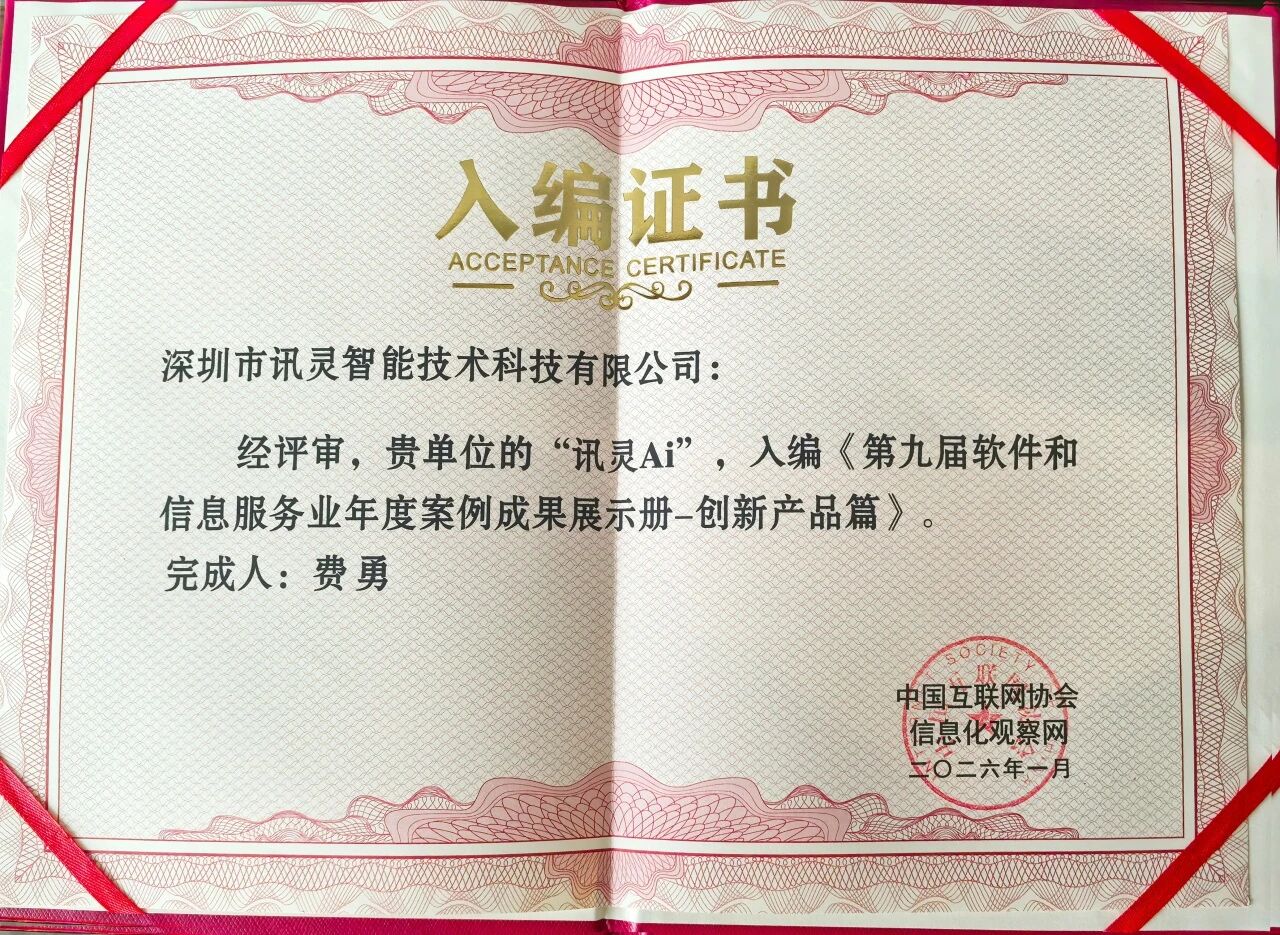 入编证书
ACCEPTANCE CERTIFICATE
深圳市讯灵智能技术科技有限公司：
经评审，贵单位的“讯灵Ai”，入编《第九届软件和
信息服务业年度案例成果展示册–创新产品篇》。
完成人：费 勇
SOCIETY
中国互联网协会
信息化观察网
二〇二六年一月